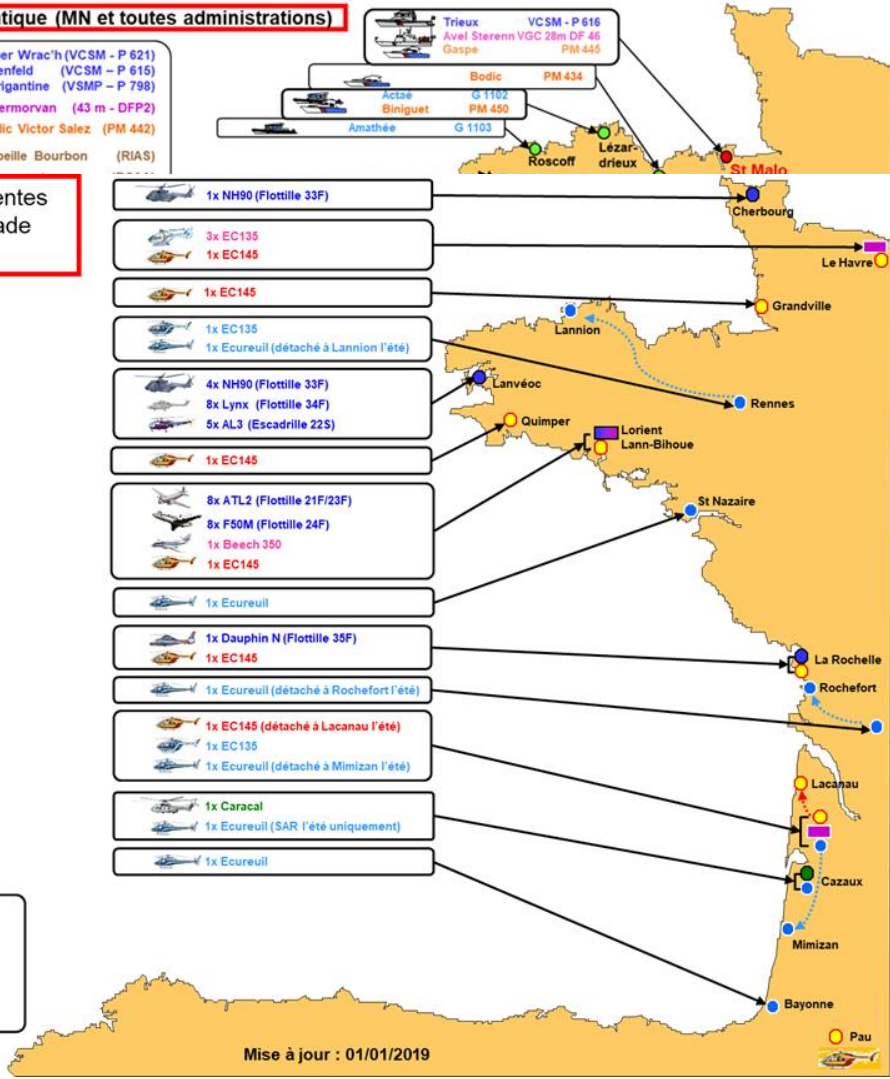 tique (MN et toutes administrations)
er Wrac'h (VCSM - P 621)
enfeld (VCSM – P 615)
rigantine (VSMP – P 798)
ermorvan (43 m - DFP2)
lic Victor Salez (PM 442)
beille Bourbon (RIAS)
Trieux VCSM - P 616
Avel Sterenn VGC 28m DF 46
Gaspe PM 445
Bodic PM 434
Actaé G 1102
Biniguet PM 450
Amathée G 1103
Roscoff
Lézar-
drieux
St Malo
entes
ade
1x NH90 (Flottille 33F)
Cherbourg
3x EC135
1x EC145
Le Havre
1x EC145
Grandville
1x EC135
1x Ecureuil (détaché à Lannion l'été)
Lannion
Rennes
4x NH90 (Flottille 33F)
8x Lynx (Flottille 34F)
5x AL3 (Escadrille 22S)
Lanvéoc
1x EC145
Quimper
Lorient
Lann-Bihoue
8x ATL2 (Flottille 21F/23F)
8x F50M (Flottille 24F)
1x Beech 350
1x EC145
St Nazaire
1x Ecureuil
1x Dauphin N (Flottille 35F)
1x EC145
La Rochelle
1x Ecureuil (détaché à Rochefort l'été)
Rochefort
1x EC145 (détaché à Lacanau l'été)
1x EC135
1x Ecureuil (détaché à Mimizan l'été)
Lacanau
1x Caracal
1x Ecureuil (SAR l'été uniquement)
Cazaux
1x Ecureuil
Mimizan
Bayonne
Pau
Mise à jour : 01/01/2019